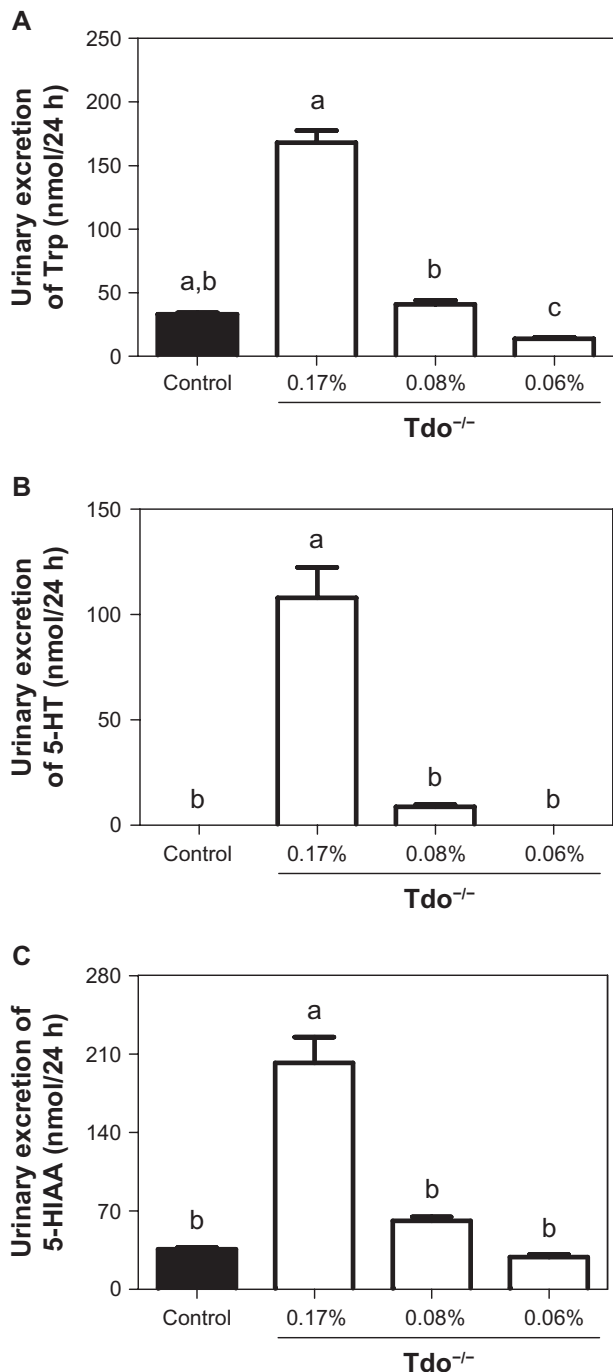 A
Urinary excretion
of Trp (nmol/24 h)
250
200
150
100
50
0
a,b
a
b
c
Control
0.17%
0.08%
0.06%
Tdo−/−
B
Urinary excretion
of 5-HT (nmol/24 h)
150
100
50
0
b
a
b
b
Control
0.17%
0.08%
0.06%
Tdo−/−
C
Urinary excretion of
5-HIAA (nmol/24 h)
280
210
140
70
0
b
a
b
b
Control
0.17%
0.08%
0.06%
Tdo−/−